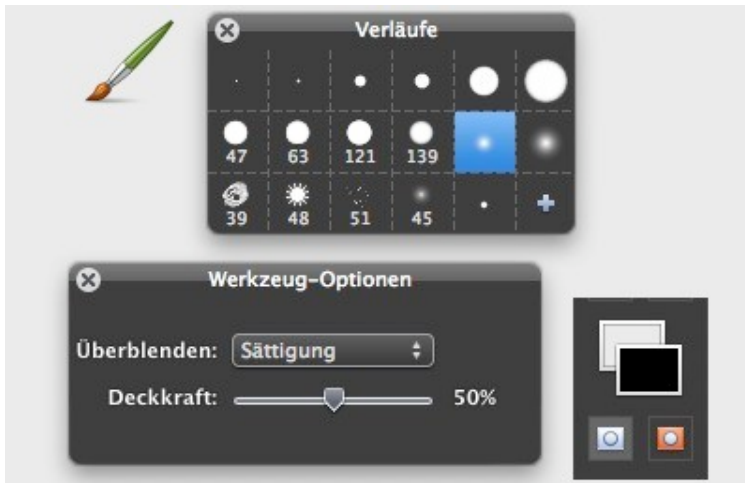 Verläufe
47 63 121 139
39 48 51 45
Werkzeug-Optionen
Überblenden: Sättigung
Deckkraft: 50%